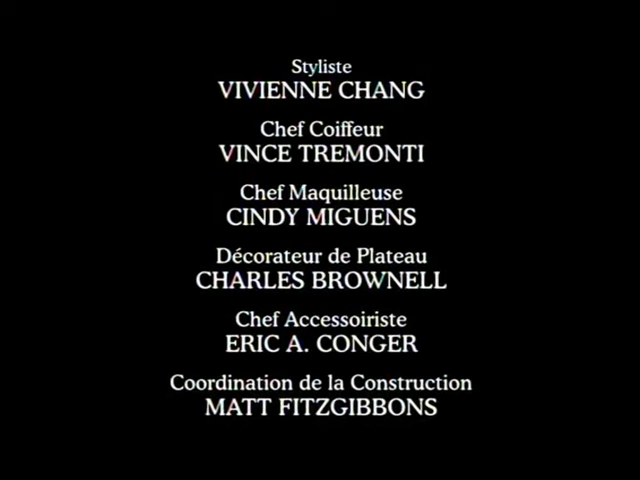 Styliste
VIVIENNE CHANG
Chef Coiffeur
VINCE TREMONTI
Chef Maquilleuse
CINDY MIGUENS
Décorateur de Plateau
CHARLES BROWNELL
Chef Accessoiriste
ERIC A. CONGER
Coordination de la Construction
MATT FITZGIBBONS